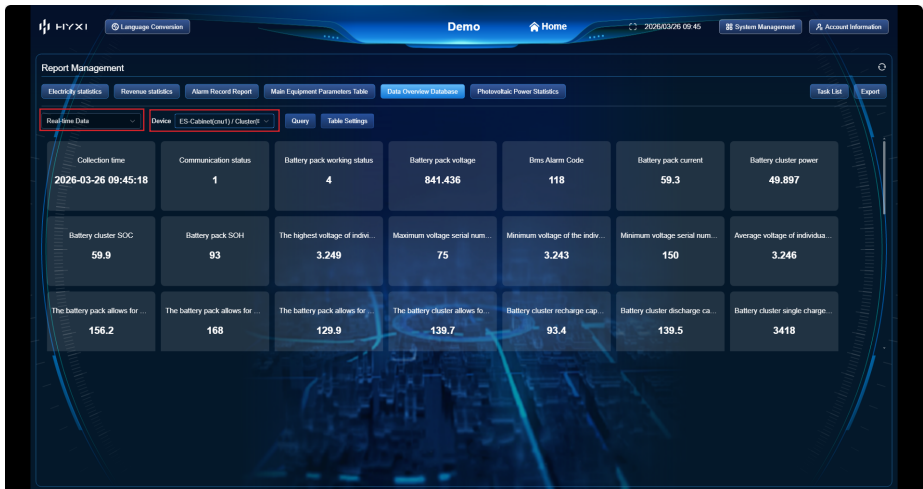 HYXI
Language Conversion
Demo
Home
2026/03/26 09:45
System Management
Account Information
Report Management
Electricity statistics
Revenue statistics
Alarm Record Report
Main Equipment Parameters Table
Data Overview Database
Photovoltaic Power Statistics
Task List
Export
Real-time Data
Device
ES-Cabinet(cnu1) / Cluster(
Query
Table Settings
Collection time
2026-03-26 09:45:18
Communication status
1
Battery pack working status
4
Battery pack voltage
841.436
Bms Alarm Code
118
Battery pack current
59.3
Battery cluster power
49.897
Battery cluster SOC
59.9
Battery pack SOH
93
The highest voltage of indivi...
3.249
Maximum voltage serial num...
75
Minimum voltage of the indiv...
3.243
Minimum voltage serial num...
150
Average voltage of individua...
3.246
The battery pack allows for ...
156.2
The battery pack allows for ...
168
The battery pack allows for ...
129.9
The battery cluster allows fo...
139.7
Battery cluster recharge cap...
93.4
Battery cluster discharge ca...
139.5
Battery cluster single charge...
3418